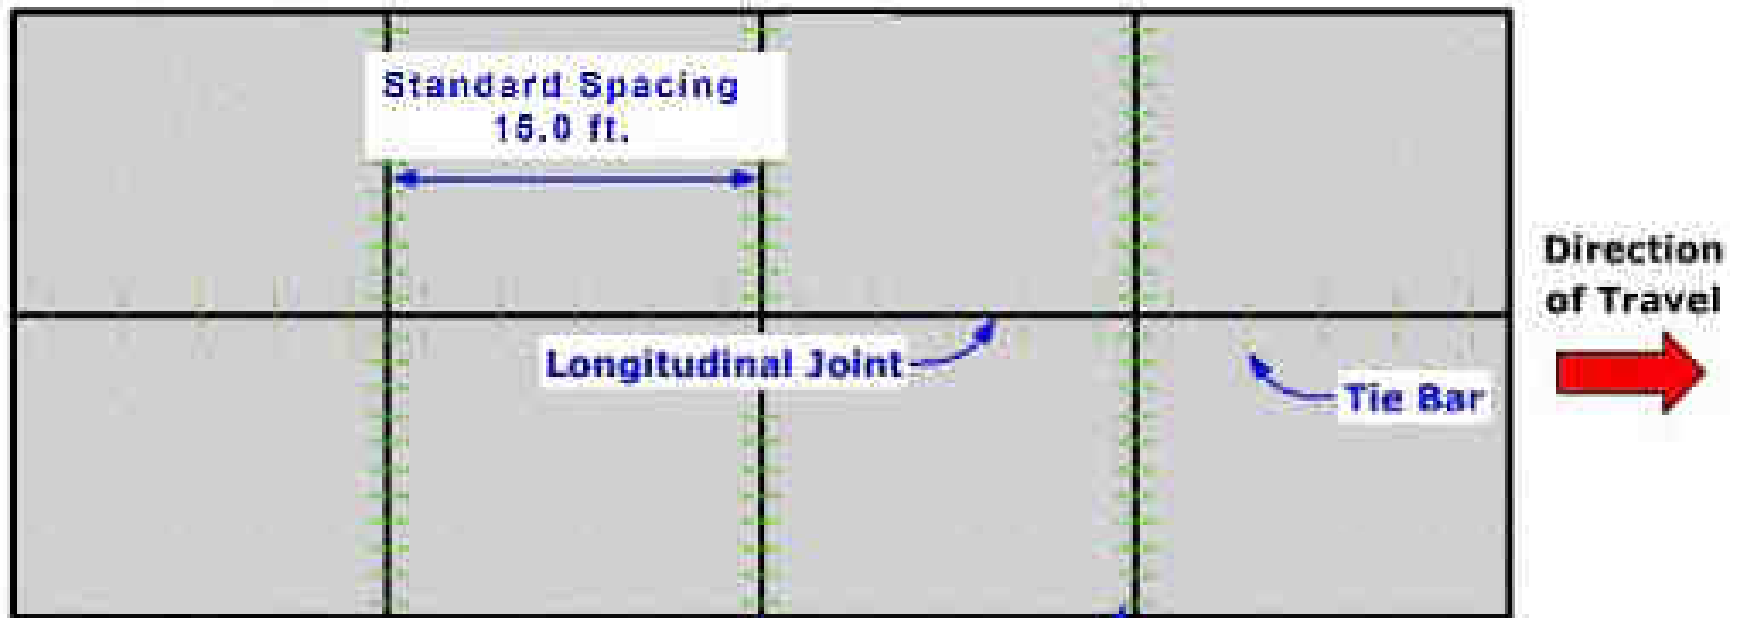 Standard Spacing
15.0 ft.
Direction
of Travel
Longitudinal Joint
Tie Bar